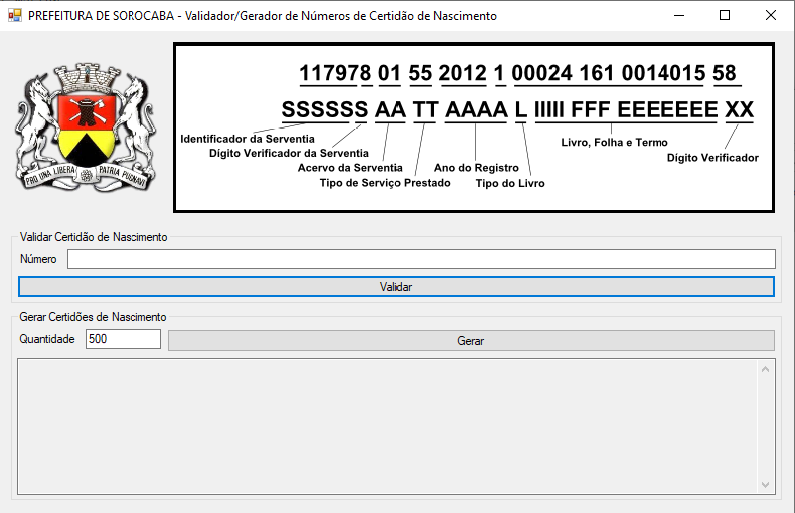 PREFEITURA DE SOROCABA - Validador/Gerador de Números de Certidão de Nascimento
PRO UNA LIBERA PATRIA PUGNAVI
117978 01 55 2012 1 00024 161 0014015 58
SSSSSS AA TT AAAA L IIIII FFF EEEEEEE XX
Identificador da Serventia
Dígito Verificador da Serventia
Acervo da Serventia
Tipo de Serviço Prestado
Ano do Registro
Tipo do Livro
Livro, Folha e Termo
Dígito Verificador
Validar Certidão de Nascimento
Número
Validar
Gerar Certidões de Nascimento
Quantidade 500 Gerar